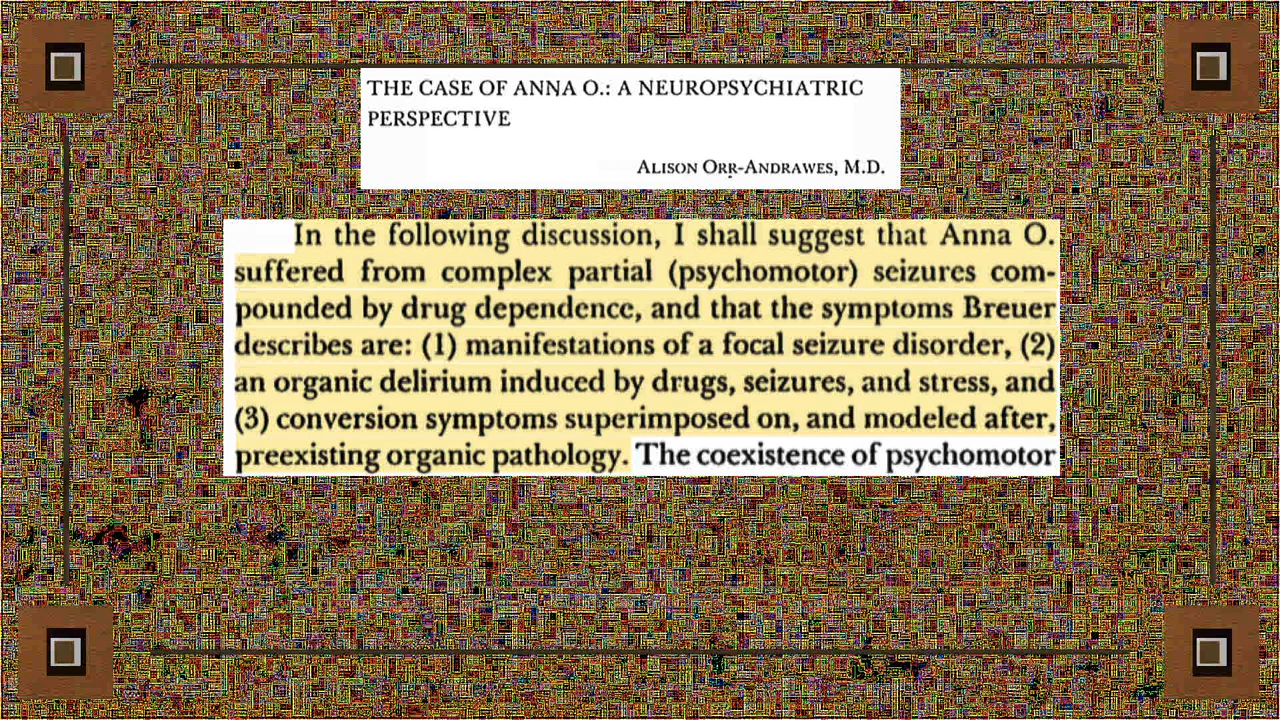 THE CASE OF ANNA O.: A NEUROPSYCHIATRIC
PERSPECTIVE
ALISON ORR-ANDRAWES, M.D.
In the following discussion, I shall suggest that Anna O.
suffered from complex partial (psychomotor) seizures com-
pounded by drug dependence, and that the symptoms Breuer
describes are: (1) manifestations of a focal seizure disorder, (2)
an organic delirium induced by drugs, seizures, and stress, and
(3) conversion symptoms superimposed on, and modeled after,
preexisting organic pathology. The coexistence of psychomotor